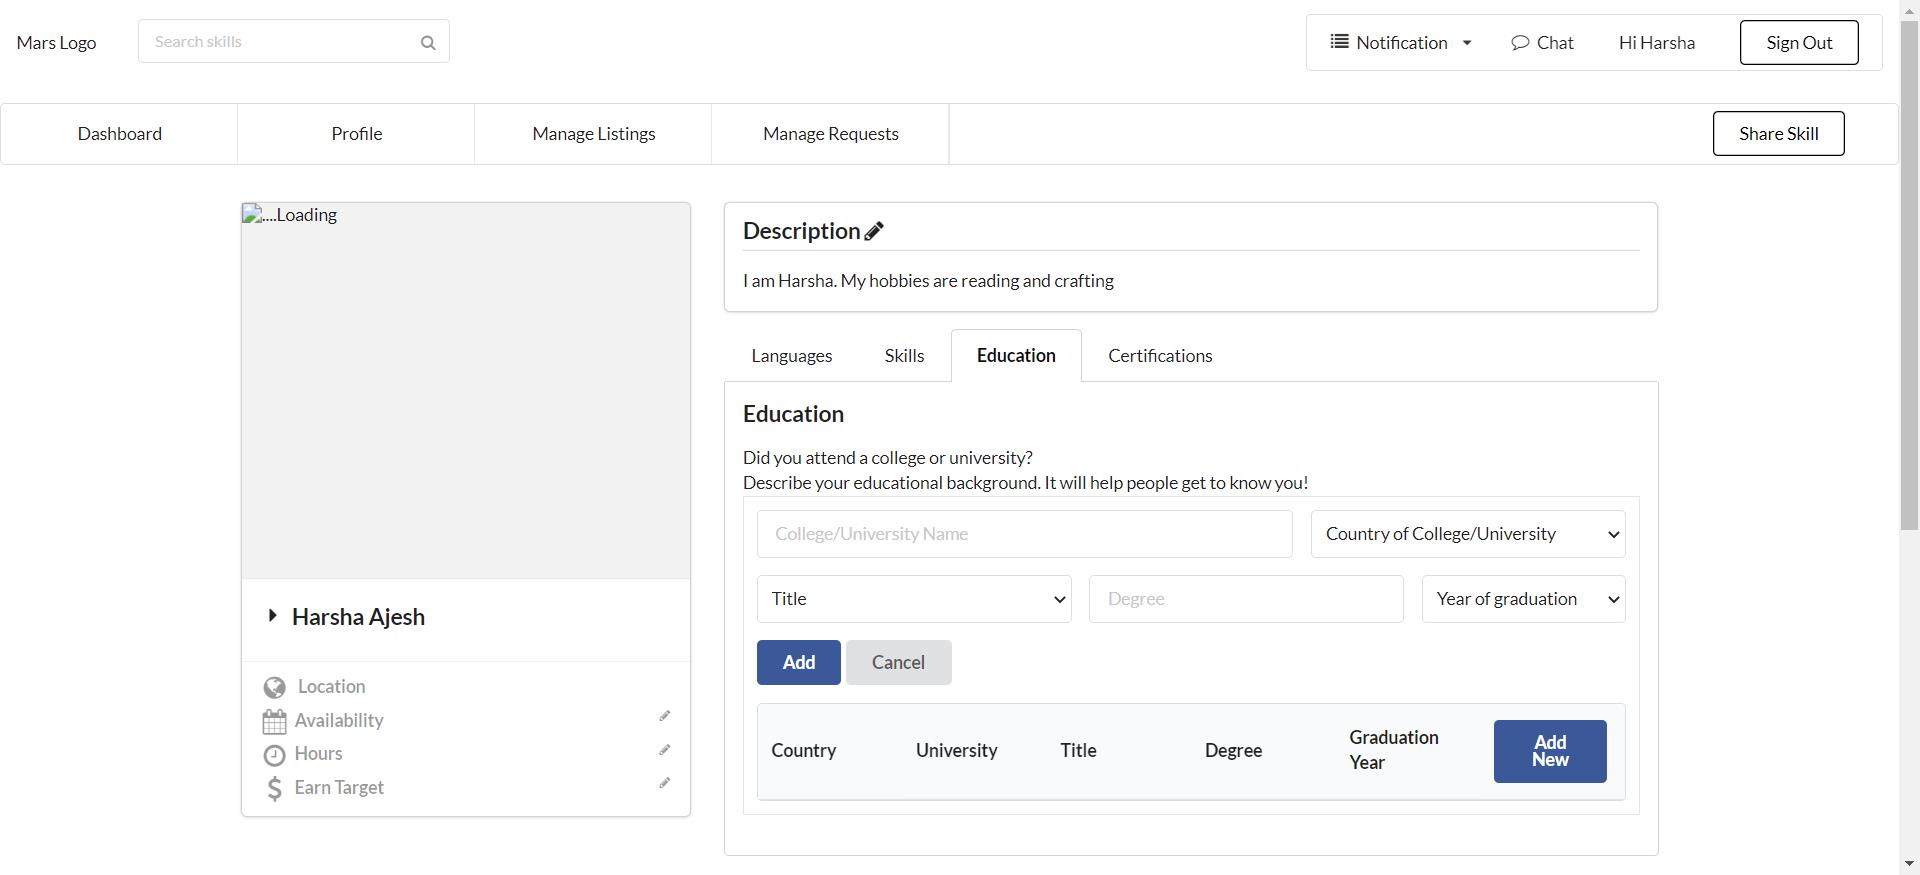 Mars Logo
Search skills
Notification
Chat
Hi Harsha
Sign Out
Dashboard
Profile
Manage Listings
Manage Requests
Share Skill
....Loading
Harsha Ajesh
Location
Availability
Hours
Earn Target
Description
I am Harsha. My hobbies are reading and crafting
Languages
Skills
Education
Certifications
Education
Did you attend a college or university?
Describe your educational background. It will help people get to know you!
College/University Name
Country of College/University
Title
Degree
Year of graduation
Add
Cancel
Country
University
Title
Degree
Graduation
Year
Add
New